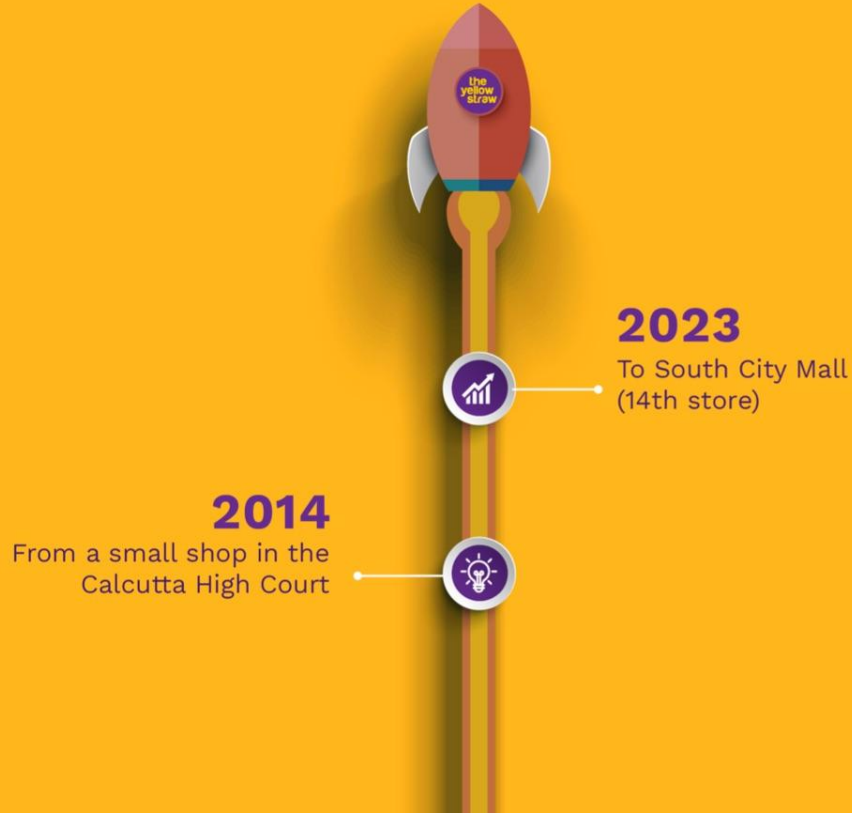 the
yellow
straw
2023
To South City Mall
(14th store)
2014
From a small shop in the
Calcutta High Court